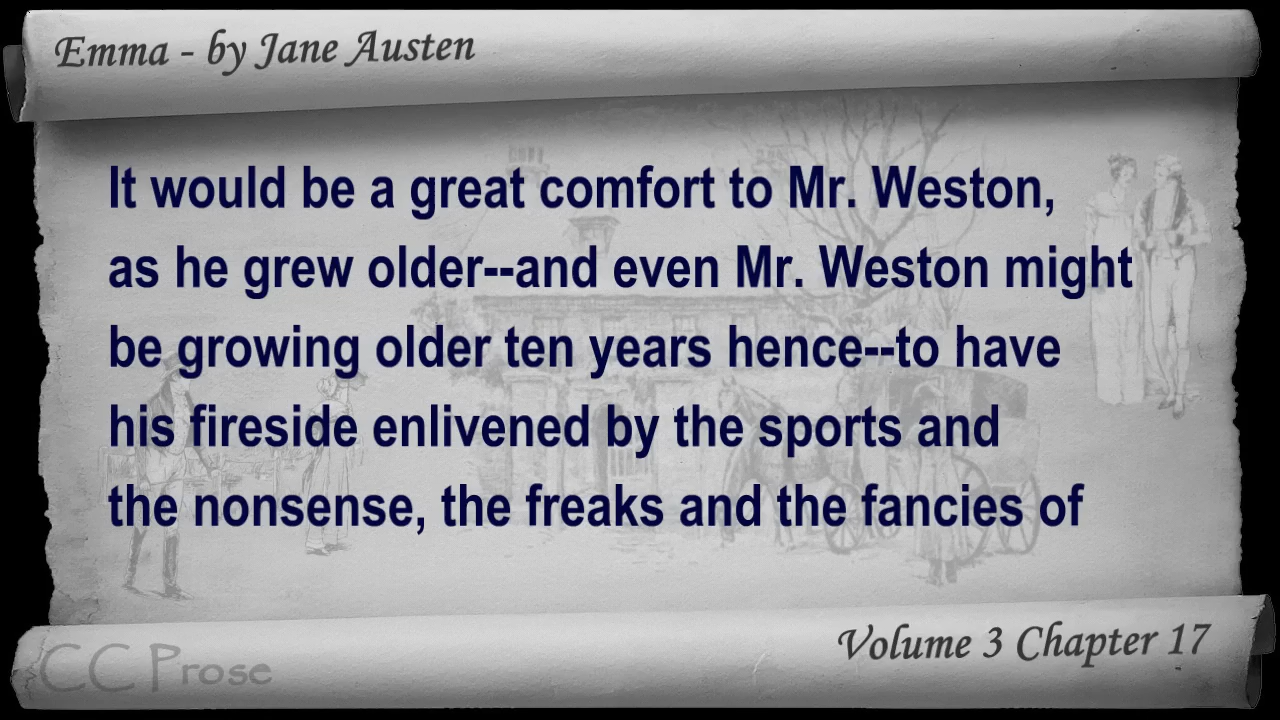 Emma - by Jane Austen
It would be a great comfort to Mr. Weston,
as he grew older--and even Mr. Weston might
be growing older ten years hence--to have
his fireside enlivened by the sports and
the nonsense, the freaks and the fancies of
Volume 3 Chapter 17
CC Prose